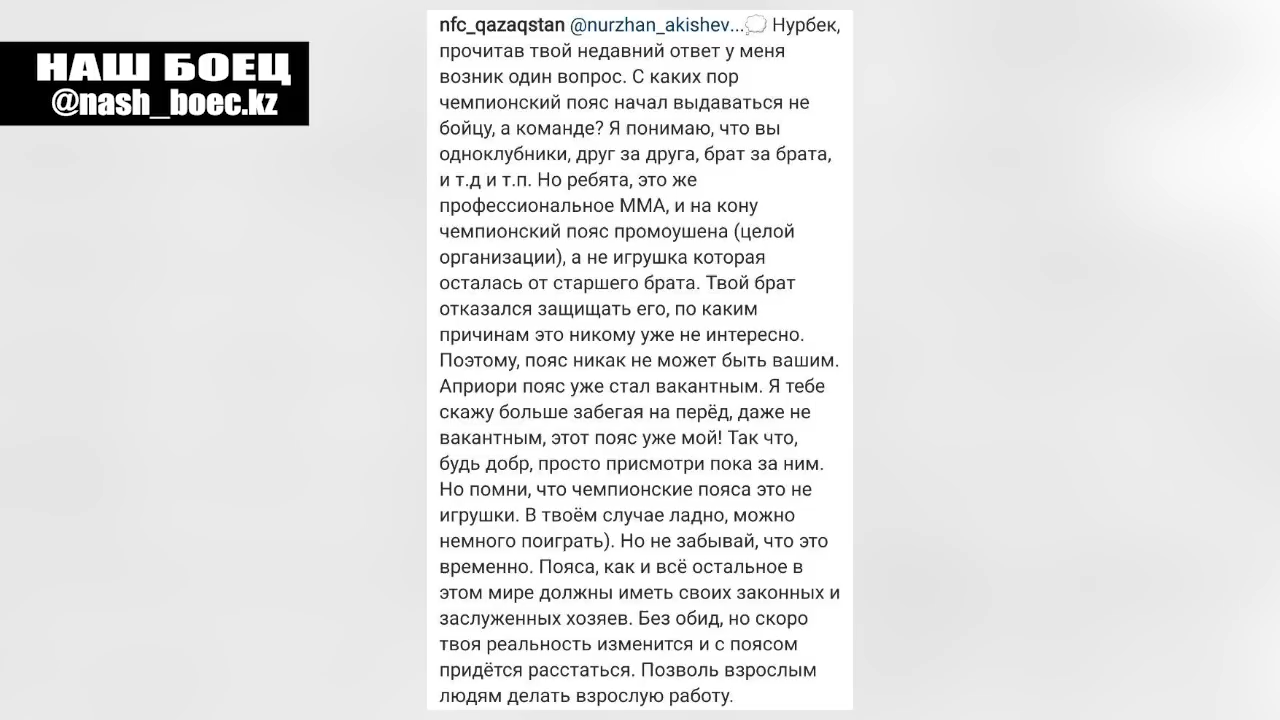 НАШ БОЕЦ
@nash_boec.kz
nfc_qazaqstan @nurzhan_akishev...💭 Нурбек,
прочитав твой недавний ответ у меня
возник один вопрос. С каких пор
чемпионский пояс начал выдаваться не
бойцу, а команде? Я понимаю, что вы
одноклубники, друг за друга, брат за брата,
и т.д и т.п. Но ребята, это же
профессиональное ММА, и на кону
чемпионский пояс промоушена (целой
организации), а не игрушка которая
осталась от старшего брата. Твой брат
отказался защищать его, по каким
причинам это никому уже не интересно.
Поэтому, пояс никак не может быть вашим.
Априори пояс уже стал вакантным. Я тебе
скажу больше забегая на перёд, даже не
вакантным, этот пояс уже мой! Так что,
будь добр, просто присмотри пока за ним.
Но помни, что чемпионские пояса это не
игрушки. В твоём случае ладно, можно
немного поиграть). Но не забывай, что это
временно. Пояса, как и всё остальное в
этом мире должны иметь своих законных и
заслуженных хозяев. Без обид, но скоро
твоя реальность изменится и с поясом
придётся расстаться. Позволь взрослым
людям делать взрослую работу.